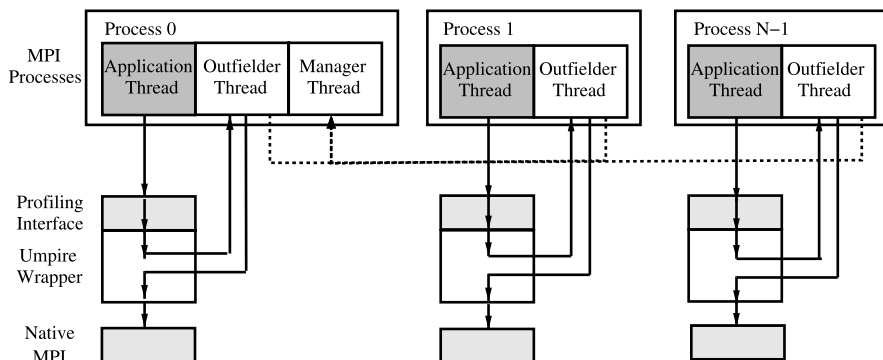 Process 0
Process 1
Process N−1
MPI
Processes
Application
Thread
Outfielder
Thread
Manager
Thread
Application
Thread
Outfielder
Thread
Application
Thread
Outfielder
Thread
Profiling
Interface
Umpire
Wrapper
Native
MPI